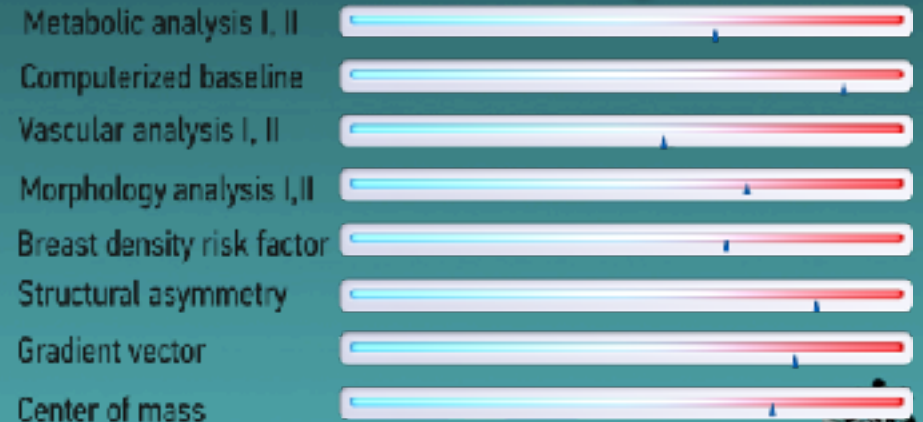 Metabolic analysis I, II
Computerized baseline
Vascular analysis I, II
Morphology analysis I,II
Breast density risk factor
Structural asymmetry
Gradient vector
Center of mass